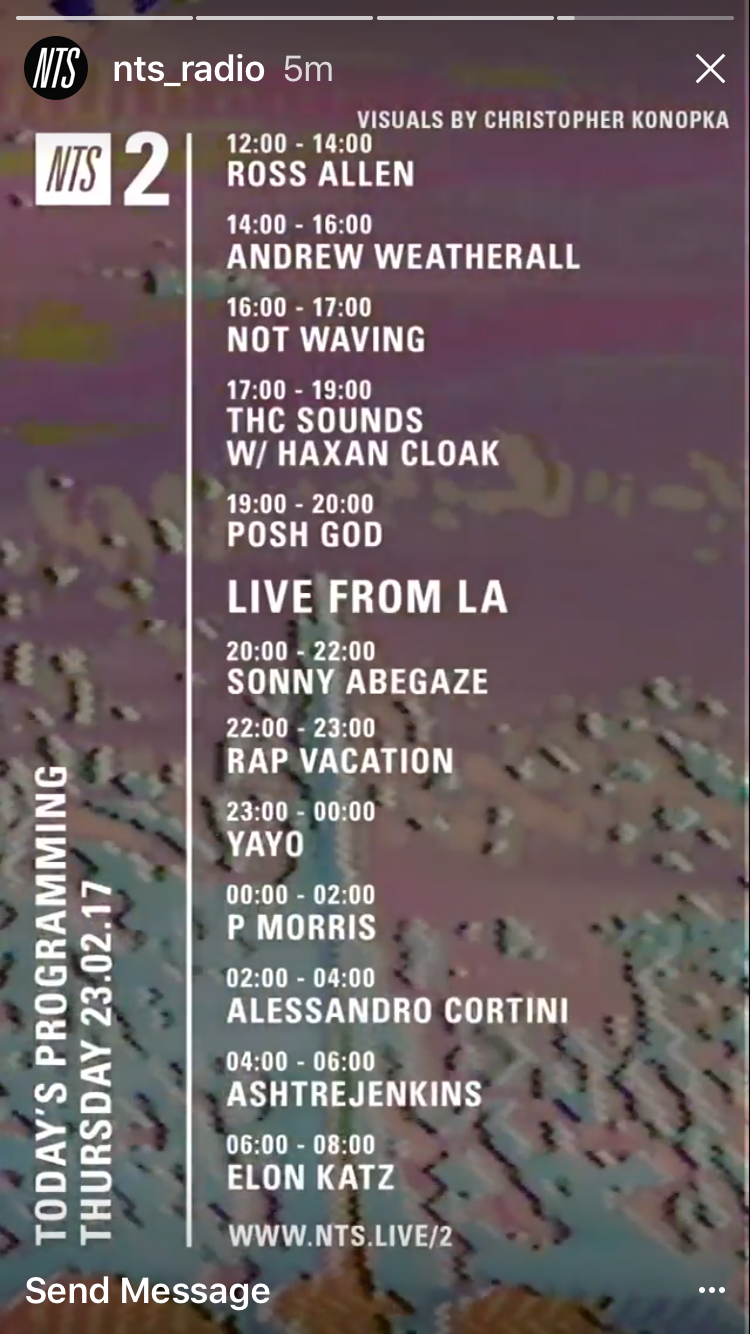 NTS
nts_radio 5m
VISUALS BY CHRISTOPHER KONOPKA
NTS 2
12:00 - 14:00
ROSS ALLEN
14:00 - 16:00
ANDREW WEATHERALL
16:00 - 17:00
NOT WAVING
17:00 - 19:00
THC SOUNDS
W/ HAXAN CLOAK
19:00 - 20:00
POSH GOD
LIVE FROM LA
20:00 - 22:00
SONNY ABEGAZE
22:00 - 23:00
RAP VACATION
23:00 - 00:00
YAYO
00:00 - 02:00
P MORRIS
02:00 - 04:00
ALESSANDRO CORTINI
04:00 - 06:00
ASHTREJENKINS
06:00 - 08:00
ELON KATZ
WWW.NTS.LIVE/2
TODAY'S PROGRAMMING
THURSDAY 23.02.17
Send Message